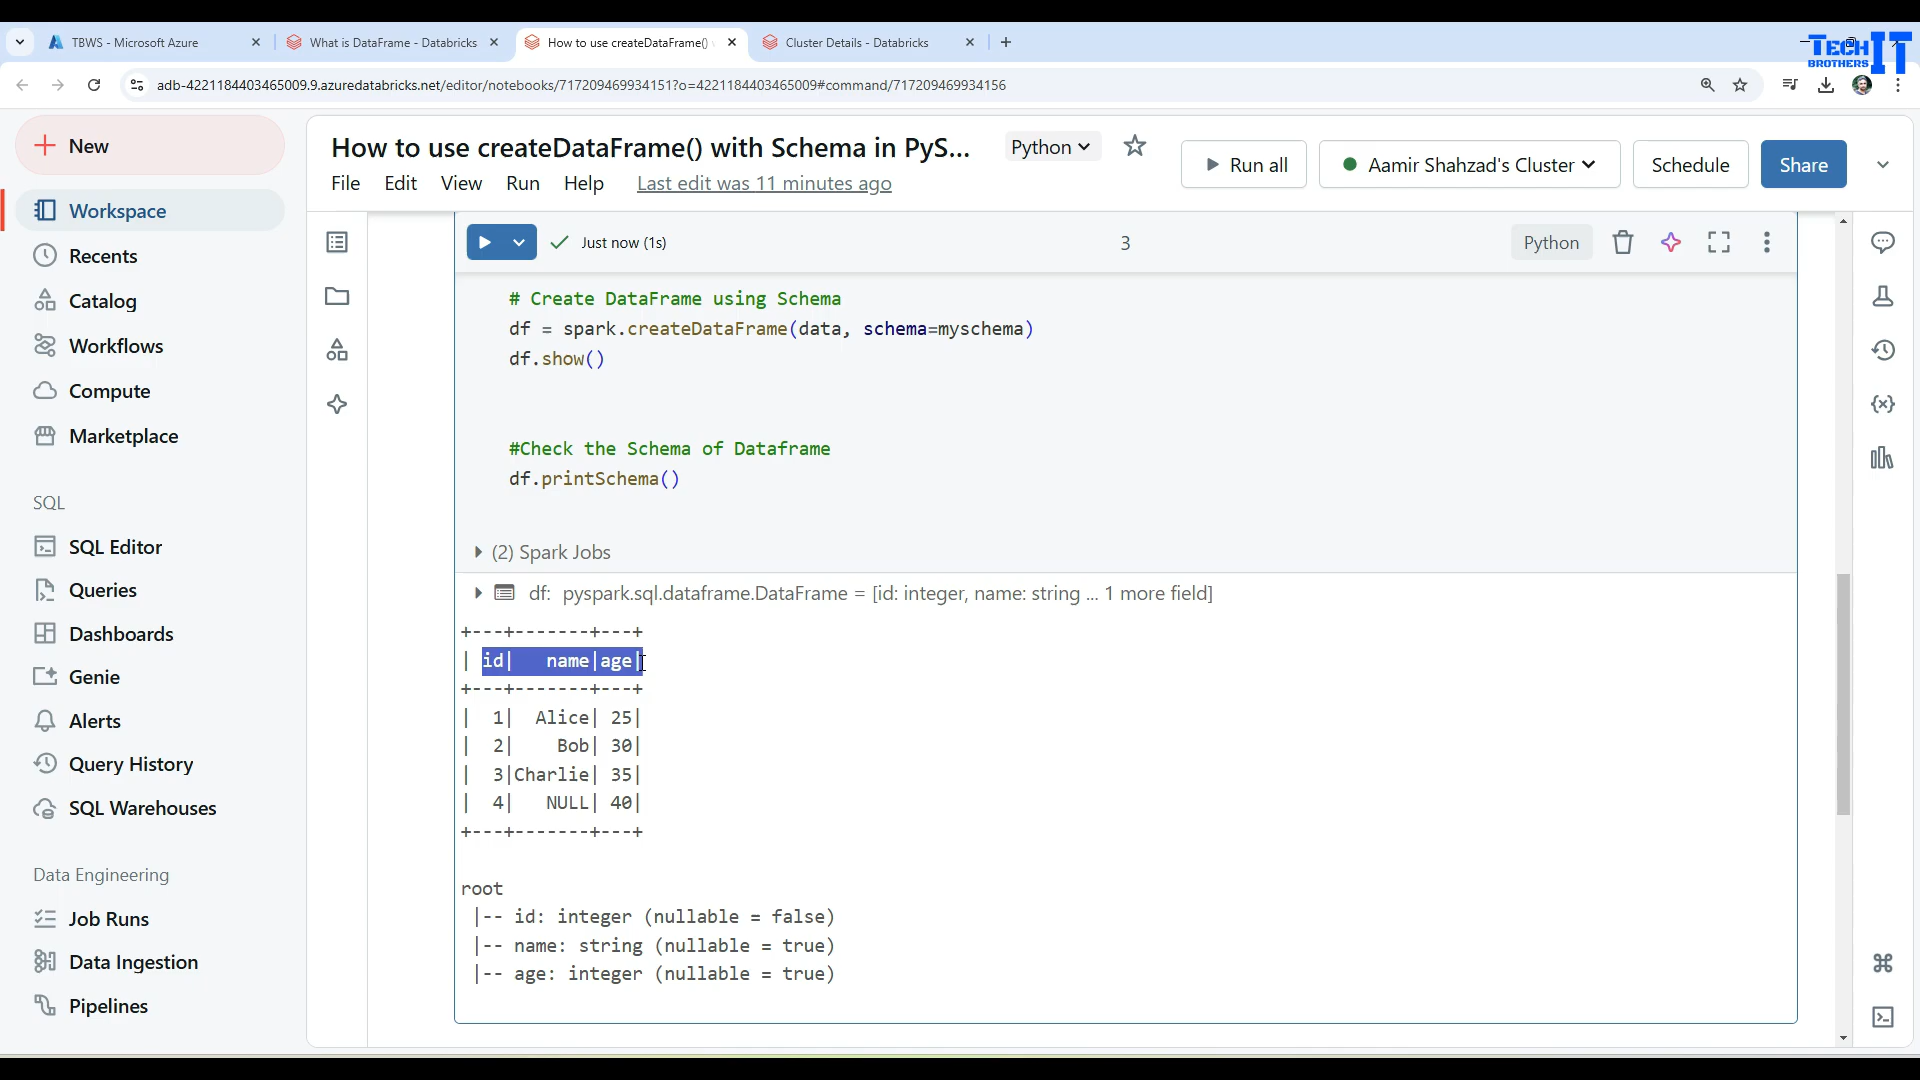 TBWS - Microsoft Azure
What is DataFrame - Databricks
How to use createDataFrame()
Cluster Details - Databricks
TECH IT
BROTHERS
adb-4221184403465009.9.azuredatabricks.net/editor/notebooks/717209469934151?o=4221184403465009#command/717209469934156
New
Workspace
Recents
Catalog
Workflows
Compute
Marketplace
SQL
SQL Editor
Queries
Dashboards
Genie
Alerts
Query History
SQL Warehouses
Data Engineering
Job Runs
Data Ingestion
Pipelines
How to use createDataFrame() with Schema in PyS...
Python
File Edit View Run Help Last edit was 11 minutes ago
Run all
Aamir Shahzad's Cluster
Schedule
Share
Just now (1s)
3
Python
# Create DataFrame using Schema
df = spark.createDataFrame(data, schema=myschema)
df.show()
#Check the Schema of Dataframe
df.printSchema()
(2) Spark Jobs
df: pyspark.sql.dataframe.DataFrame = [id: integer, name: string ... 1 more field]
+---+-------+---+
| id|   name|age|
+---+-------+---+
|  1|  Alice| 25|
|  2|    Bob| 30|
|  3|Charlie| 35|
|  4|   NULL| 40|
+---+-------+---+
root
 |-- id: integer (nullable = false)
 |-- name: string (nullable = true)
 |-- age: integer (nullable = true)